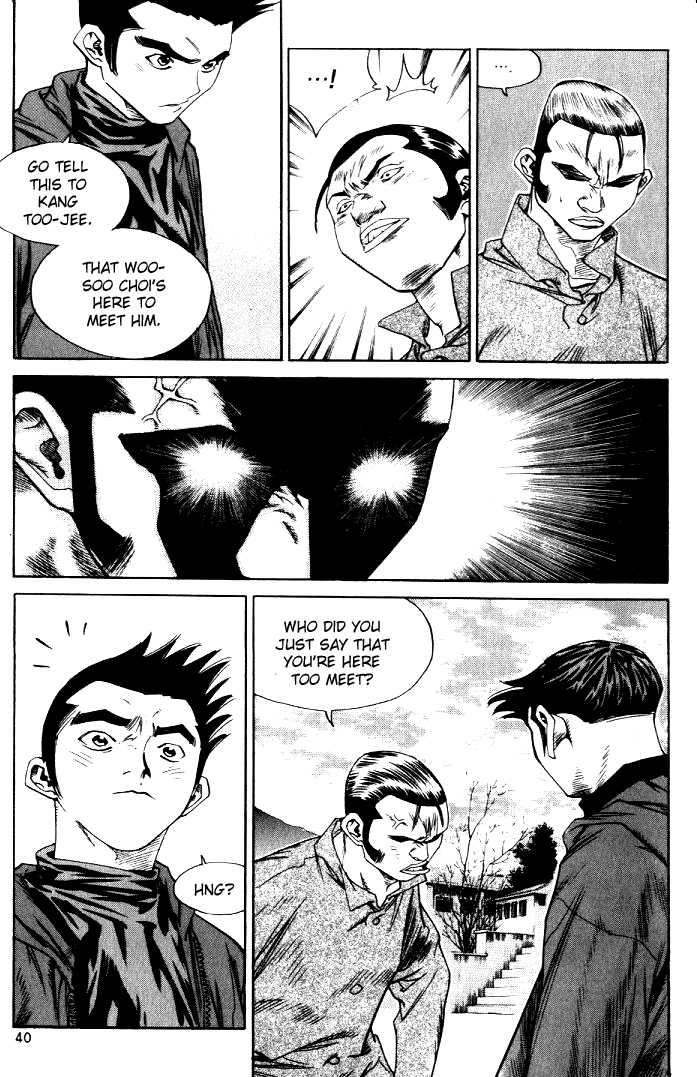 GO TELL
THIS TO
KANG
TOO-JEE.
THAT WOO-
SOO CHOI'S
HERE TO
MEET HIM.
...!
...
WHO DID YOU
JUST SAY THAT
YOU'RE HERE
TOO MEET?
HNG?
40